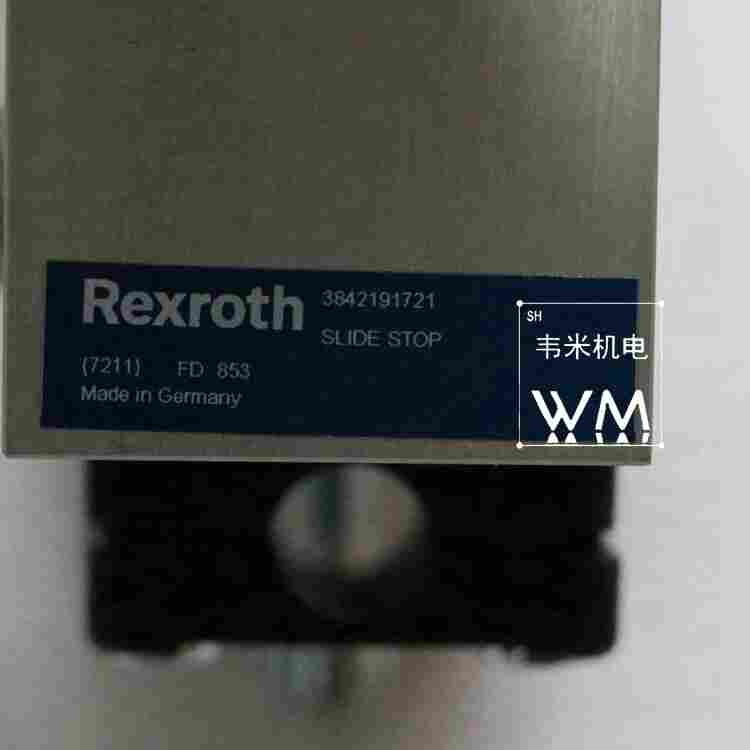 Rexroth
3842191721
SLIDE STOP
(7211) FD 853
Made in Germany
SH
韦米机电
WM